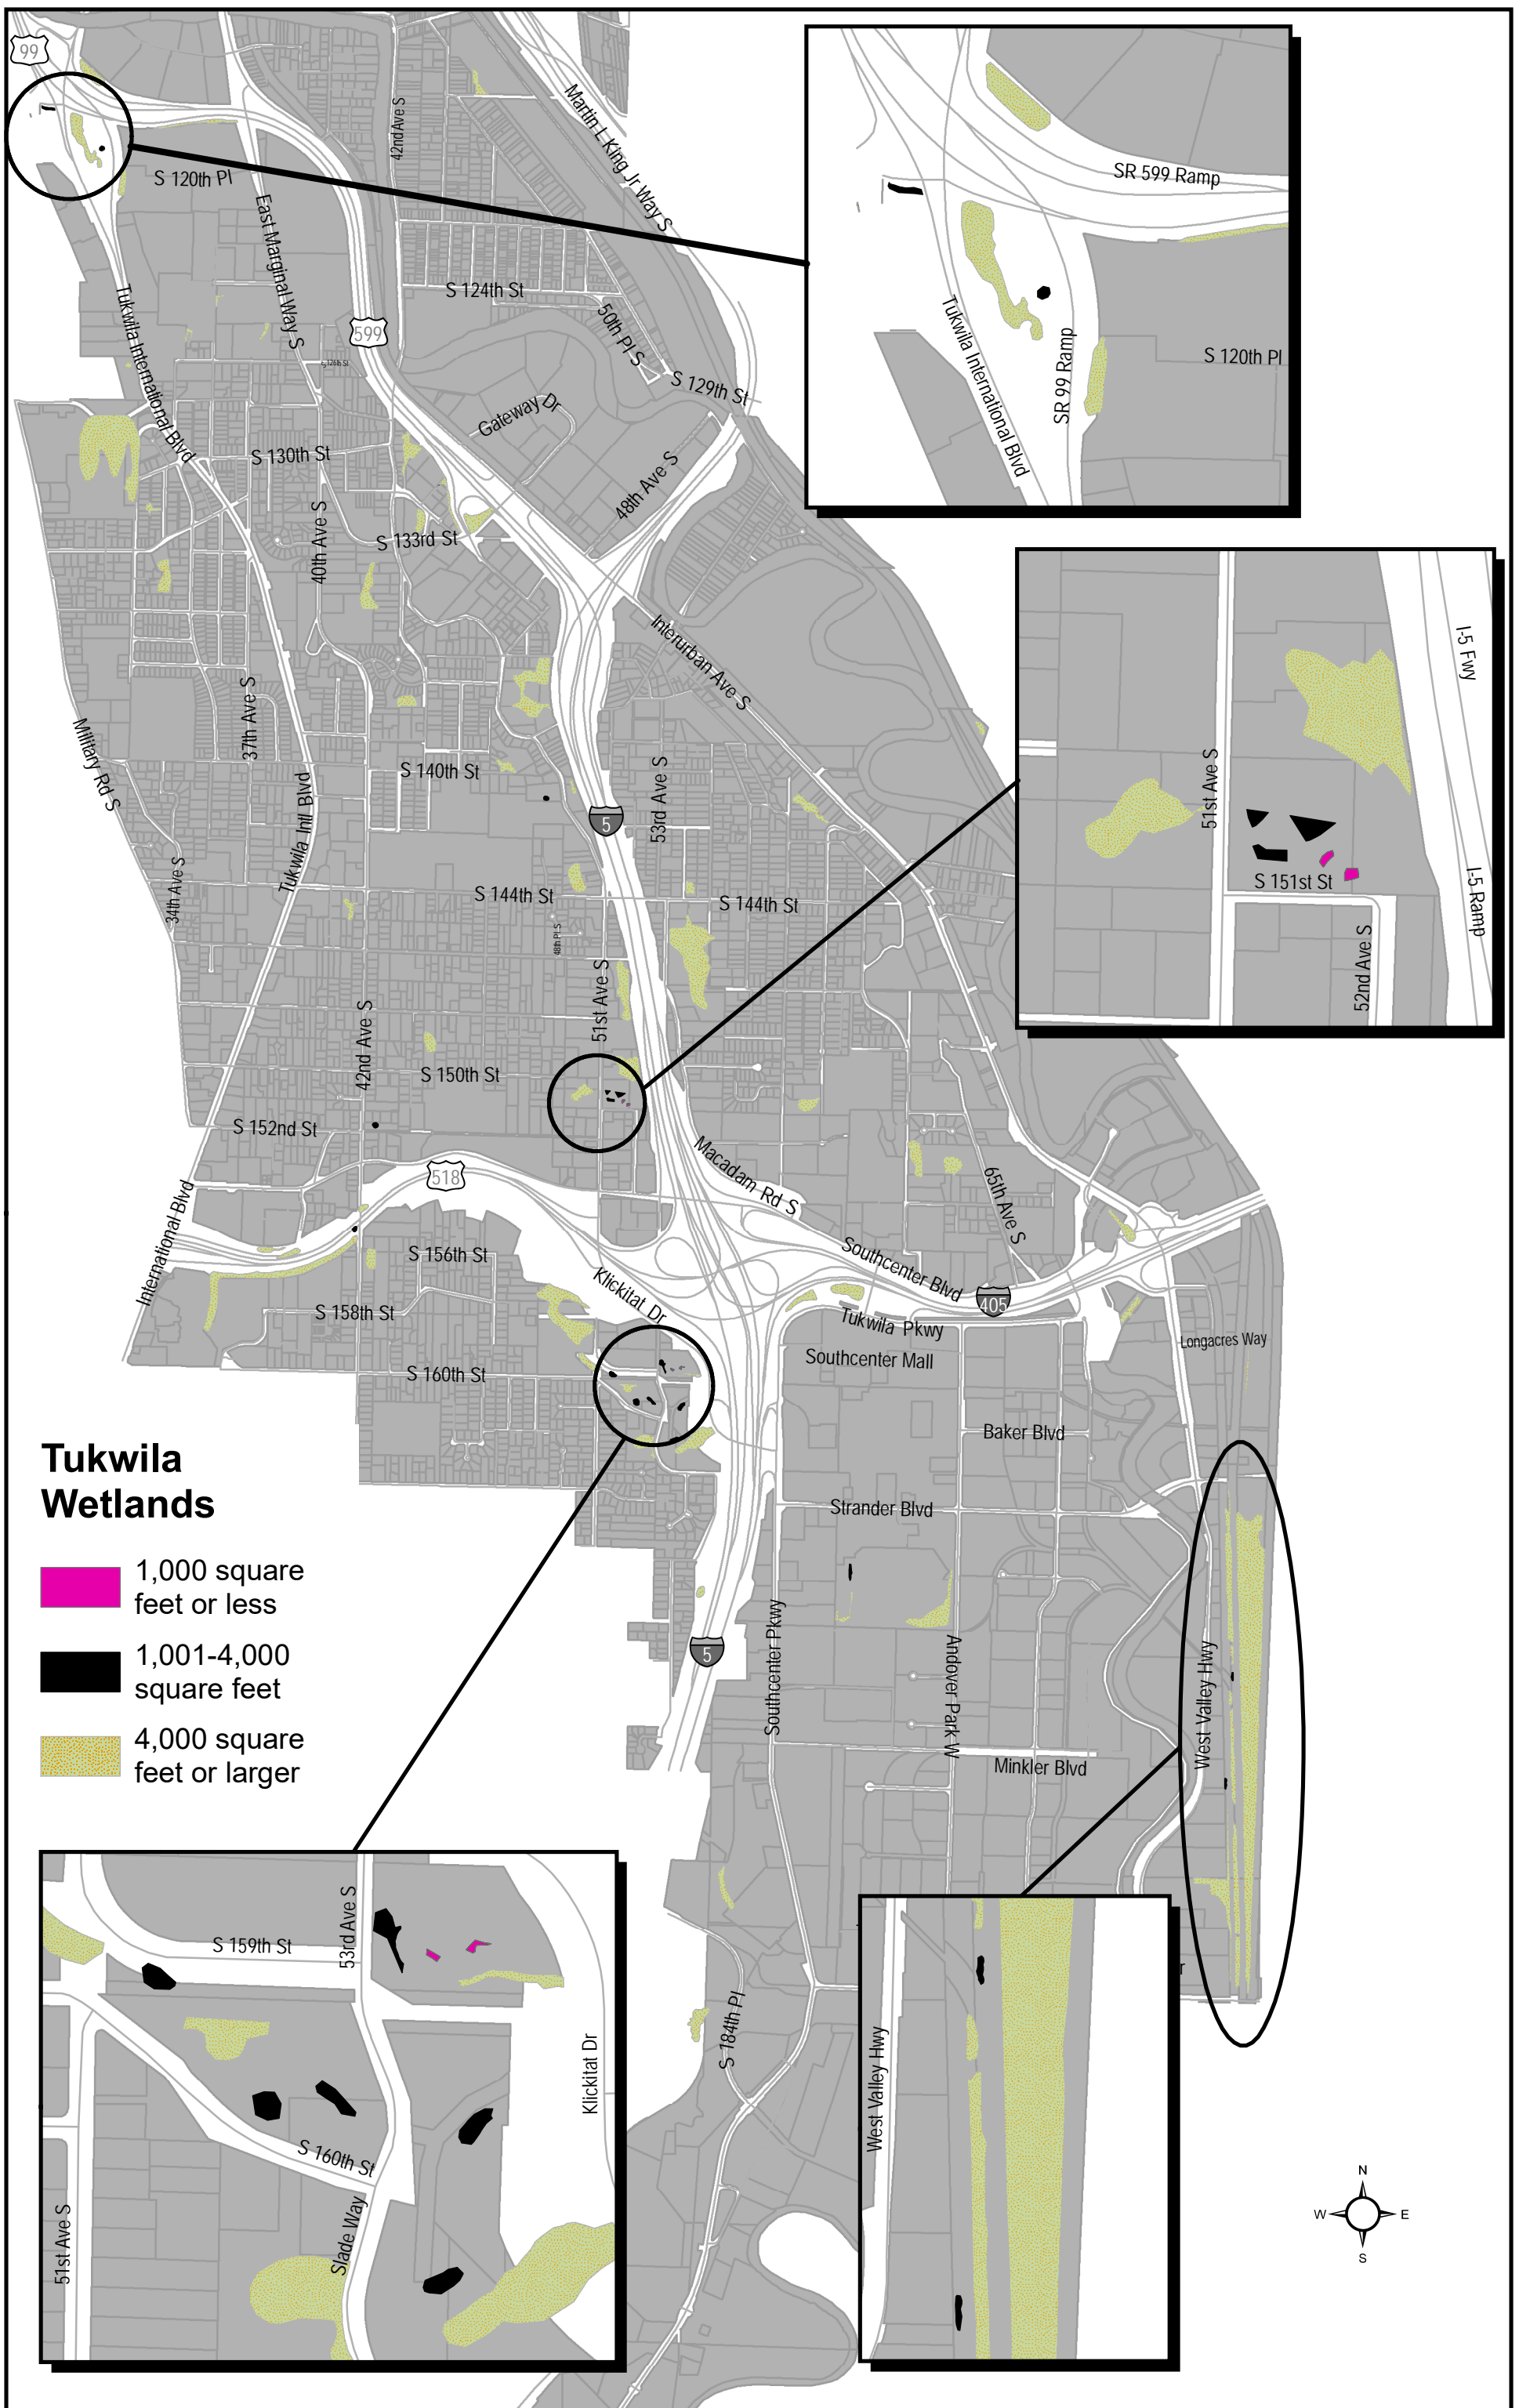 99
42nd Ave S
Martin L King Jr Way S
S 120th Pl
East Marginal Way S
Tukwila International Blvd
599
S 124th St
50th Pl S
S 129th St
Gateway Dr
S 130th St
48th Ave S
40th Ave S
S 133rd St
Interurban Ave S
Military Rd S
37th Ave S
Tukwila Intl Blvd
S 140th St
5
53rd Ave S
34th Ave S
S 144th St
S 144th St
48th Pl S
51st Ave S
42nd Ave S
S 150th St
S 152nd St
Macadam Rd S
65th Ave S
518
International Blvd
S 156th St
Klickitat Dr
Southcenter Blvd
405
S 158th St
Tukwila Pkwy
Longacres Way
Southcenter Mall
S 160th St
Baker Blvd
Strander Blvd
5
Southcenter Pkwy
Andover Park W
West Valley Hwy
Minkler Blvd
S 184th Pl
SR 599 Ramp
Tukwila International Blvd
SR 99 Ramp
S 120th Pl
I-5 Fwy
51st Ave S
S 151st St
52nd Ave S
I-5 Ramp
Tukwila
Wetlands
1,000 square
feet or less
1,001-4,000
square feet
4,000 square
feet or larger
S 159th St
53rd Ave S
Klickitat Dr
S 160th St
51st Ave S
Slade Way
West Valley Hwy
N
W
E
S